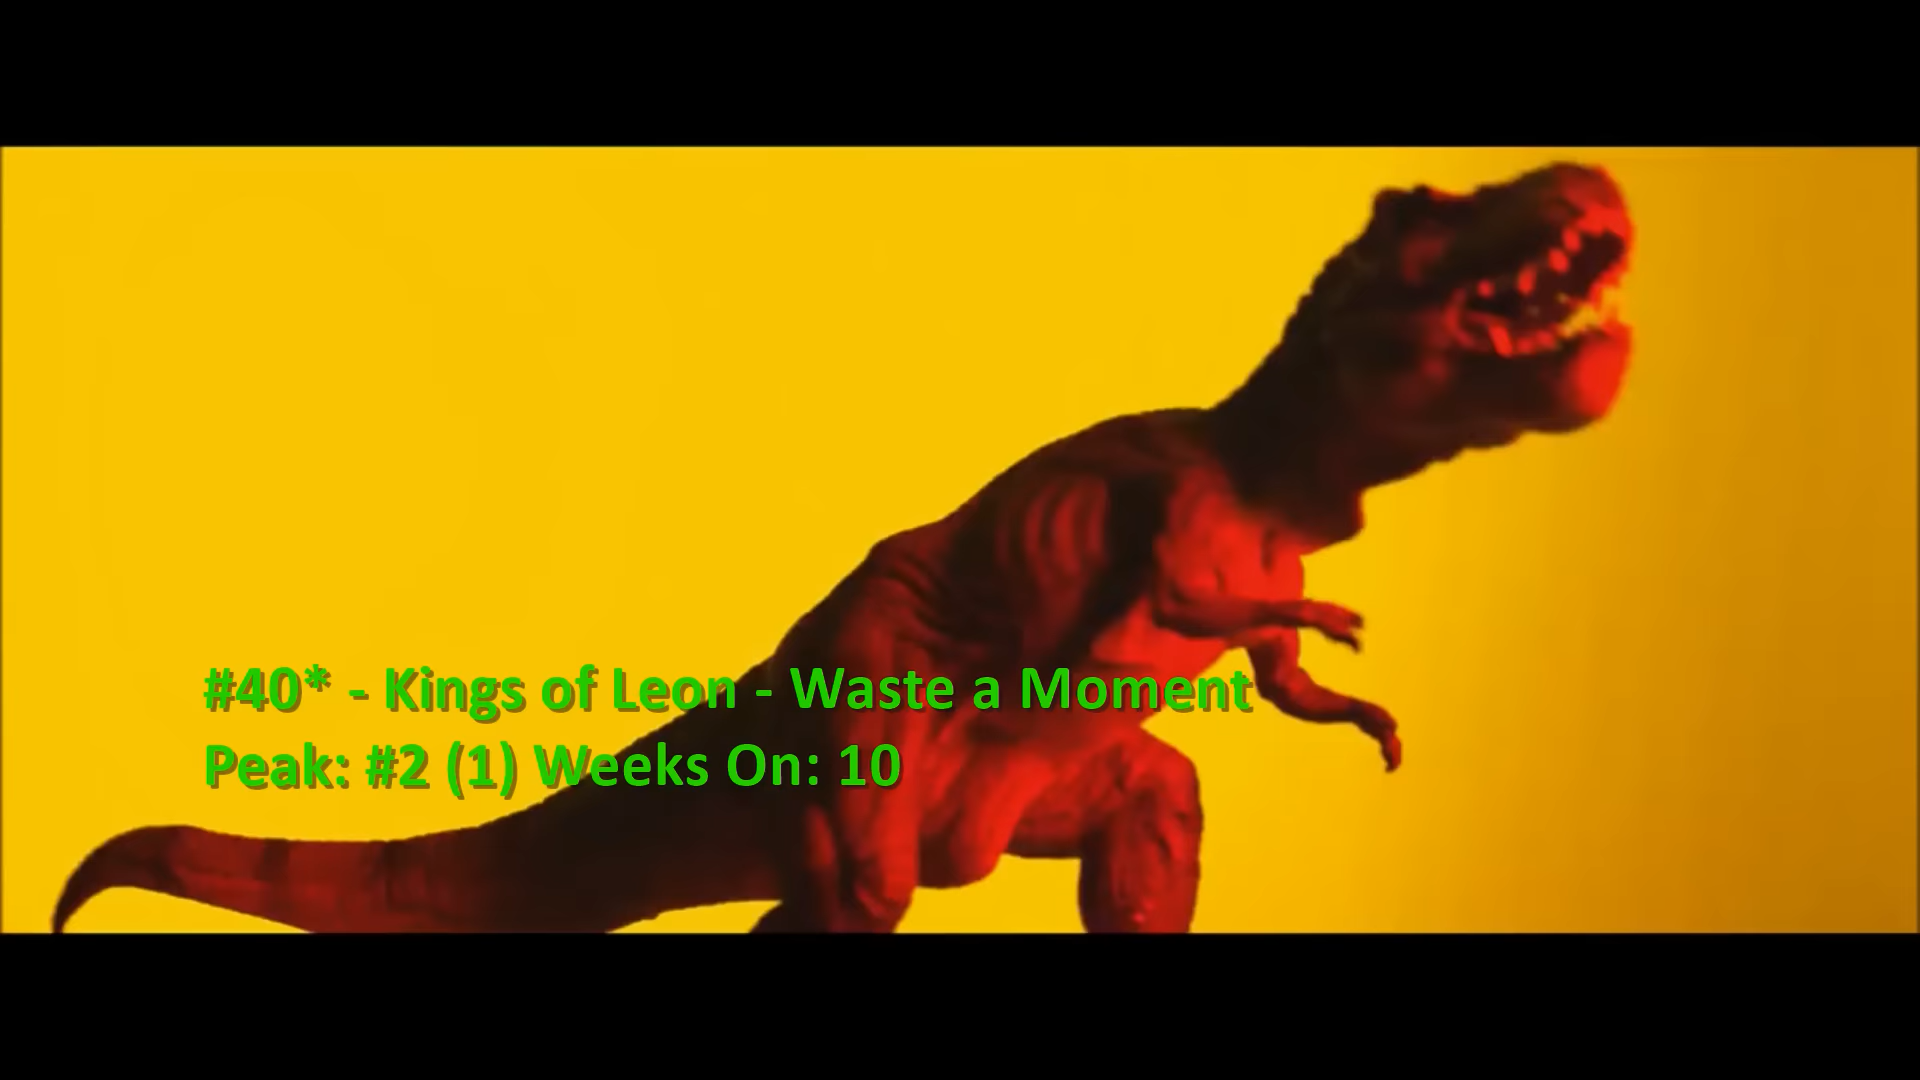 #40* - Kings of Leon - Waste a Moment
Peak: #2 (1) Weeks On: 10